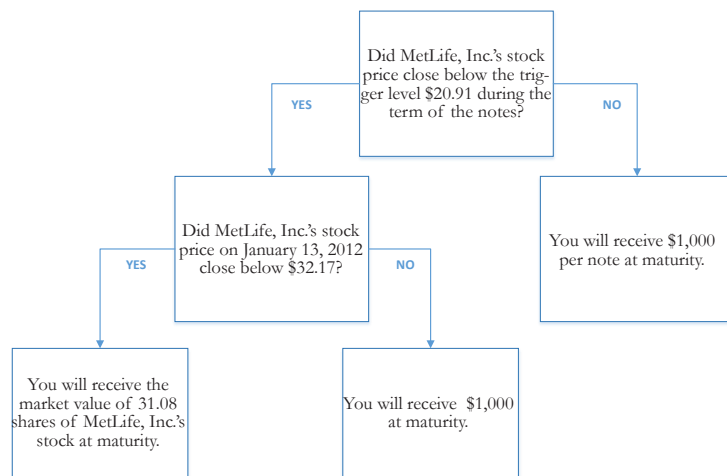 Did MetLife, Inc.'s stock
price close below the trig-
ger level $20.91 during the
term of the notes?
YES
NO
Did MetLife, Inc.'s stock
price on January 13, 2012
close below $32.17?
You will receive $1,000
per note at maturity.
YES
NO
You will receive the
market value of 31.08
shares of MetLife, Inc.'s
stock at maturity.
You will receive $1,000
at maturity.